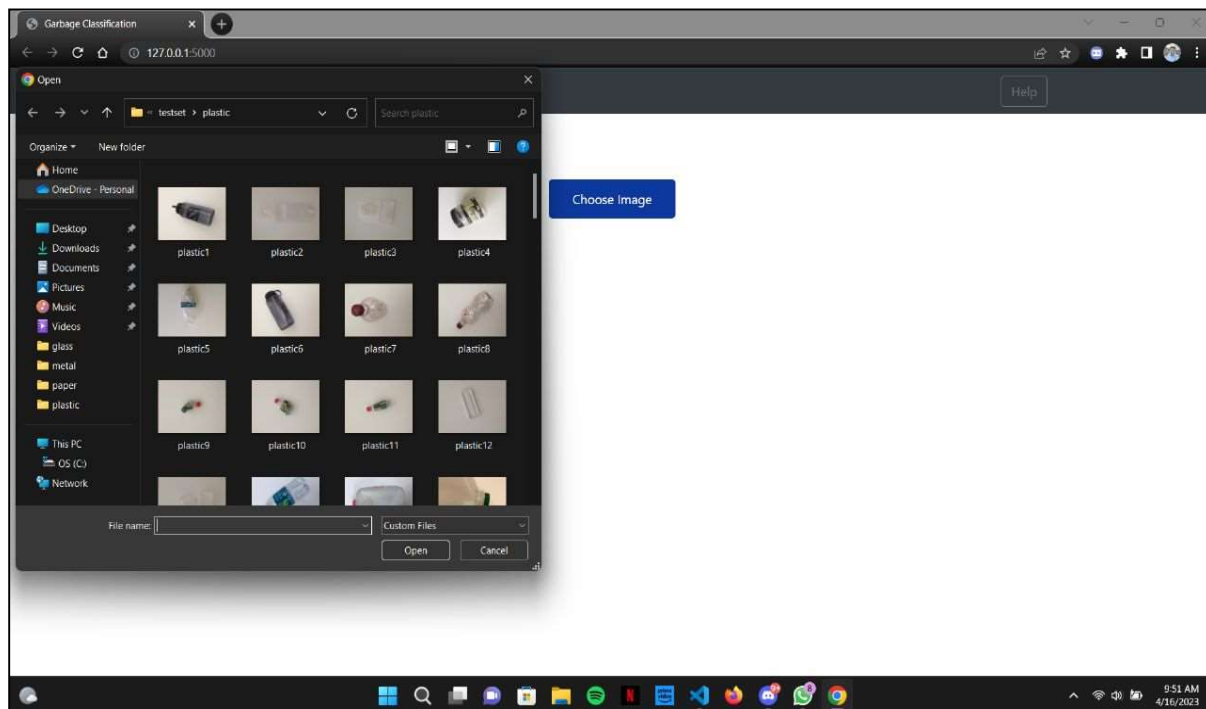 Garbage Classification
127.0.0.1:5000
Open
« testset › plastic
Search plastic
Help
Organize
New folder
Home
OneDrive - Personal
Desktop
Downloads
Documents
Pictures
Music
Videos
glass
metal
paper
plastic
This PC
OS (C:)
Network
plastic1 plastic2 plastic3 plastic4
plastic5 plastic6 plastic7 plastic8
plastic9 plastic10 plastic11 plastic12
Choose Image
File name:
Custom Files
Open Cancel
9:51 AM
4/16/2023